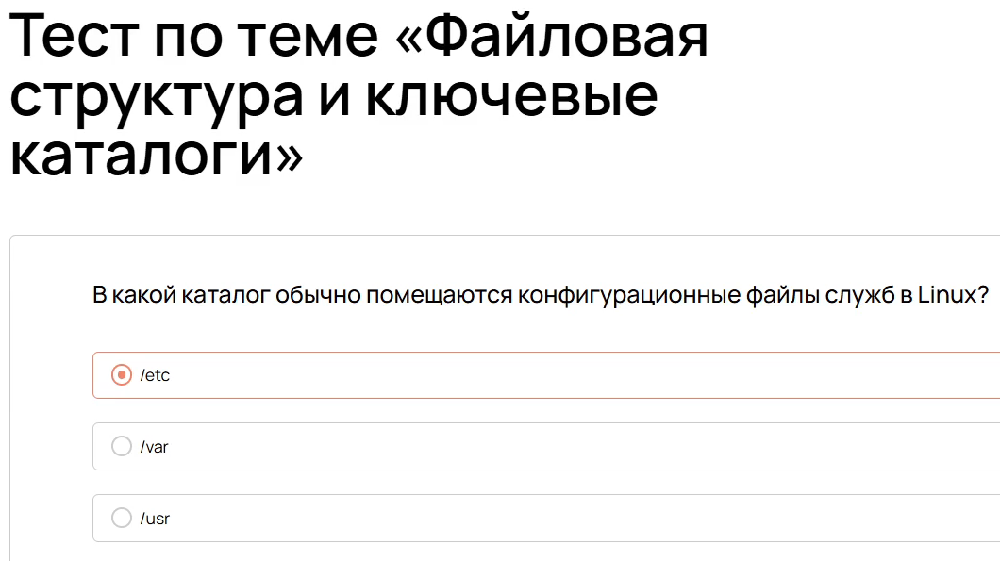 Тест по теме «Файловая
структура и ключевые
каталоги»
В какой каталог обычно помещаются конфигурационные файлы служб в Linux?
/etc
/var
/usr